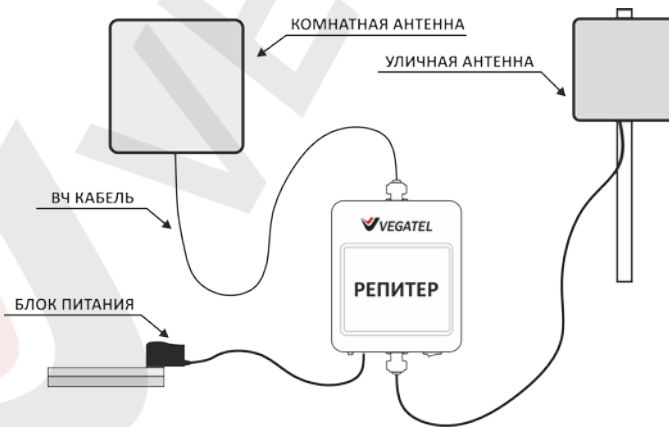 КОМНАТНАЯ АНТЕННА
УЛИЧНАЯ АНТЕННА
ВЧ КАБЕЛЬ
VEGATEL
РЕПИТЕР
БЛОК ПИТАНИЯ